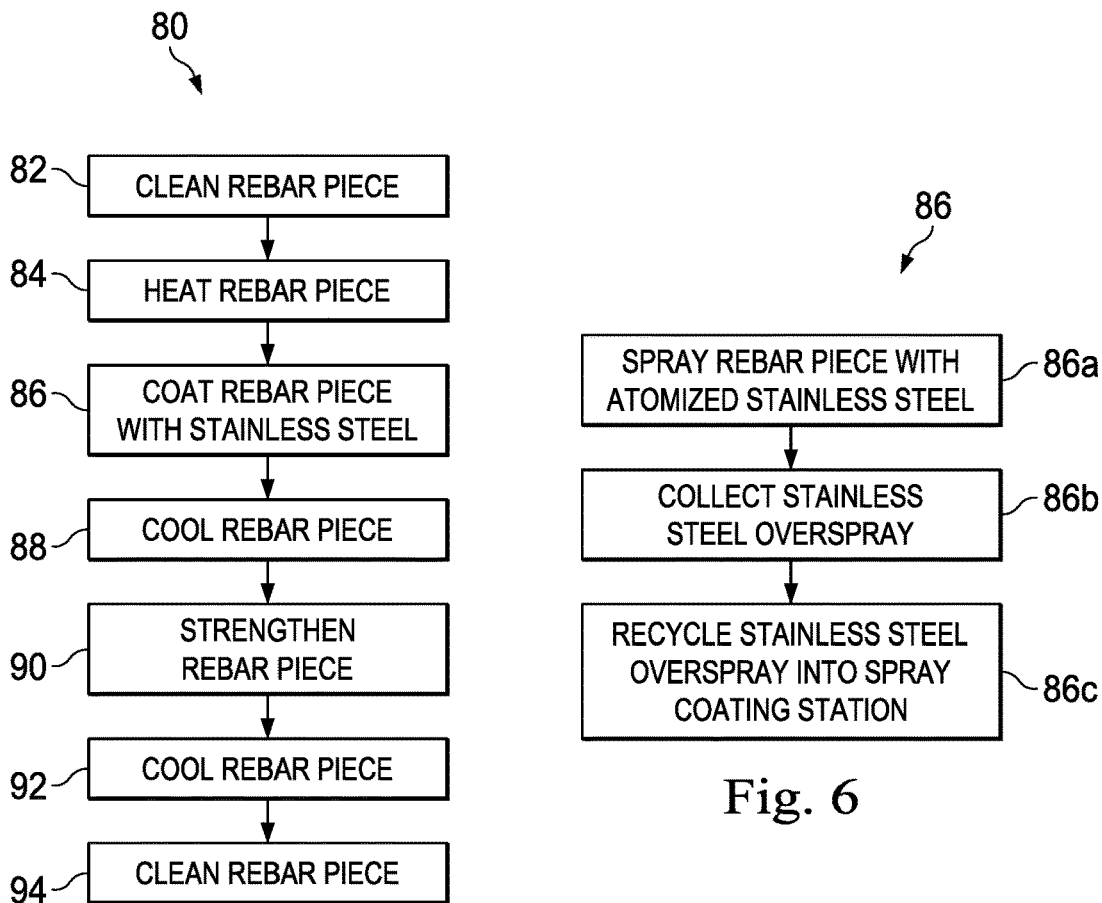 80
82
CLEAN REBAR PIECE
84
HEAT REBAR PIECE
86
COAT REBAR PIECE
WITH STAINLESS STEEL
88
COOL REBAR PIECE
90
STRENGTHEN
REBAR PIECE
92
COOL REBAR PIECE
94
CLEAN REBAR PIECE
86
SPRAY REBAR PIECE WITH
ATOMIZED STAINLESS STEEL
86a
COLLECT STAINLESS
STEEL OVERSPRAY
86b
RECYCLE STAINLESS STEEL
OVERSPRAY INTO SPRAY
COATING STATION
86c
Fig. 6